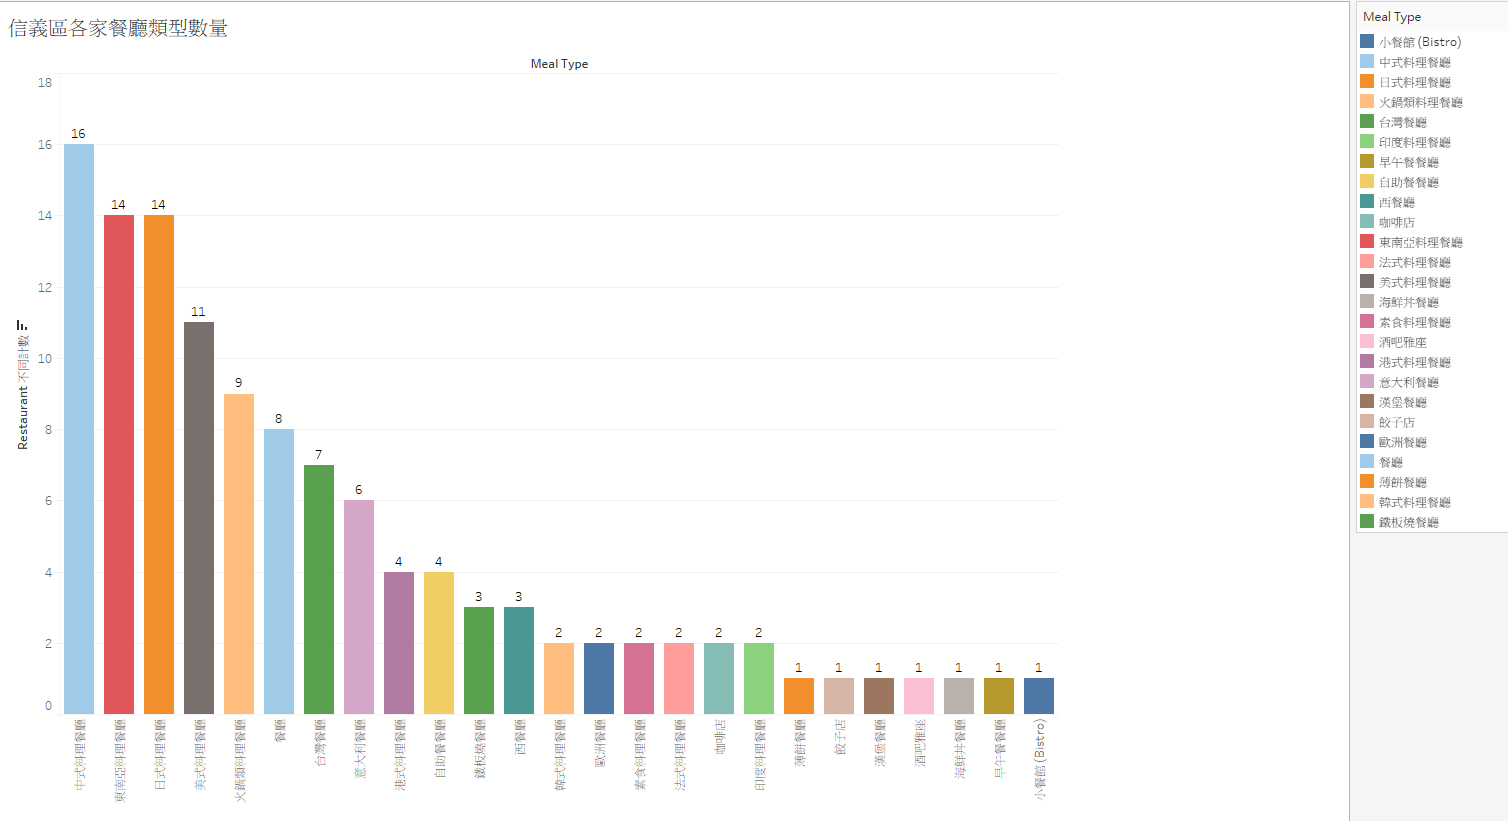 信義區各家餐廳類型數量
Meal Type
18
16
14
12
10
8
6
4
2
0
Restaurant 不同計數
16
14
14
11
9
8
7
6
4
4
3
3
2
2
2
2
2
2
1
1
1
1
1
1
1
中式料理餐廳
東南亞料理餐廳
日式料理餐廳
美式料理餐廳
火鍋類料理餐廳
餐廳
台灣餐廳
意大利餐廳
港式料理餐廳
自助餐餐廳
鐵板燒餐廳
西餐廳
韓式料理餐廳
歐洲餐廳
素食料理餐廳
法式料理餐廳
咖啡店
印度料理餐廳
薄餅餐廳
餃子店
漢堡餐廳
酒吧雅座
海鮮丼餐廳
早午餐餐廳
小餐館 (Bistro)
Meal Type
小餐館 (Bistro)
中式料理餐廳
日式料理餐廳
火鍋類料理餐廳
台灣餐廳
印度料理餐廳
早午餐餐廳
自助餐餐廳
西餐廳
咖啡店
東南亞料理餐廳
法式料理餐廳
美式料理餐廳
海鮮丼餐廳
素食料理餐廳
酒吧雅座
港式料理餐廳
意大利餐廳
漢堡餐廳
餃子店
歐洲餐廳
餐廳
薄餅餐廳
韓式料理餐廳
鐵板燒餐廳